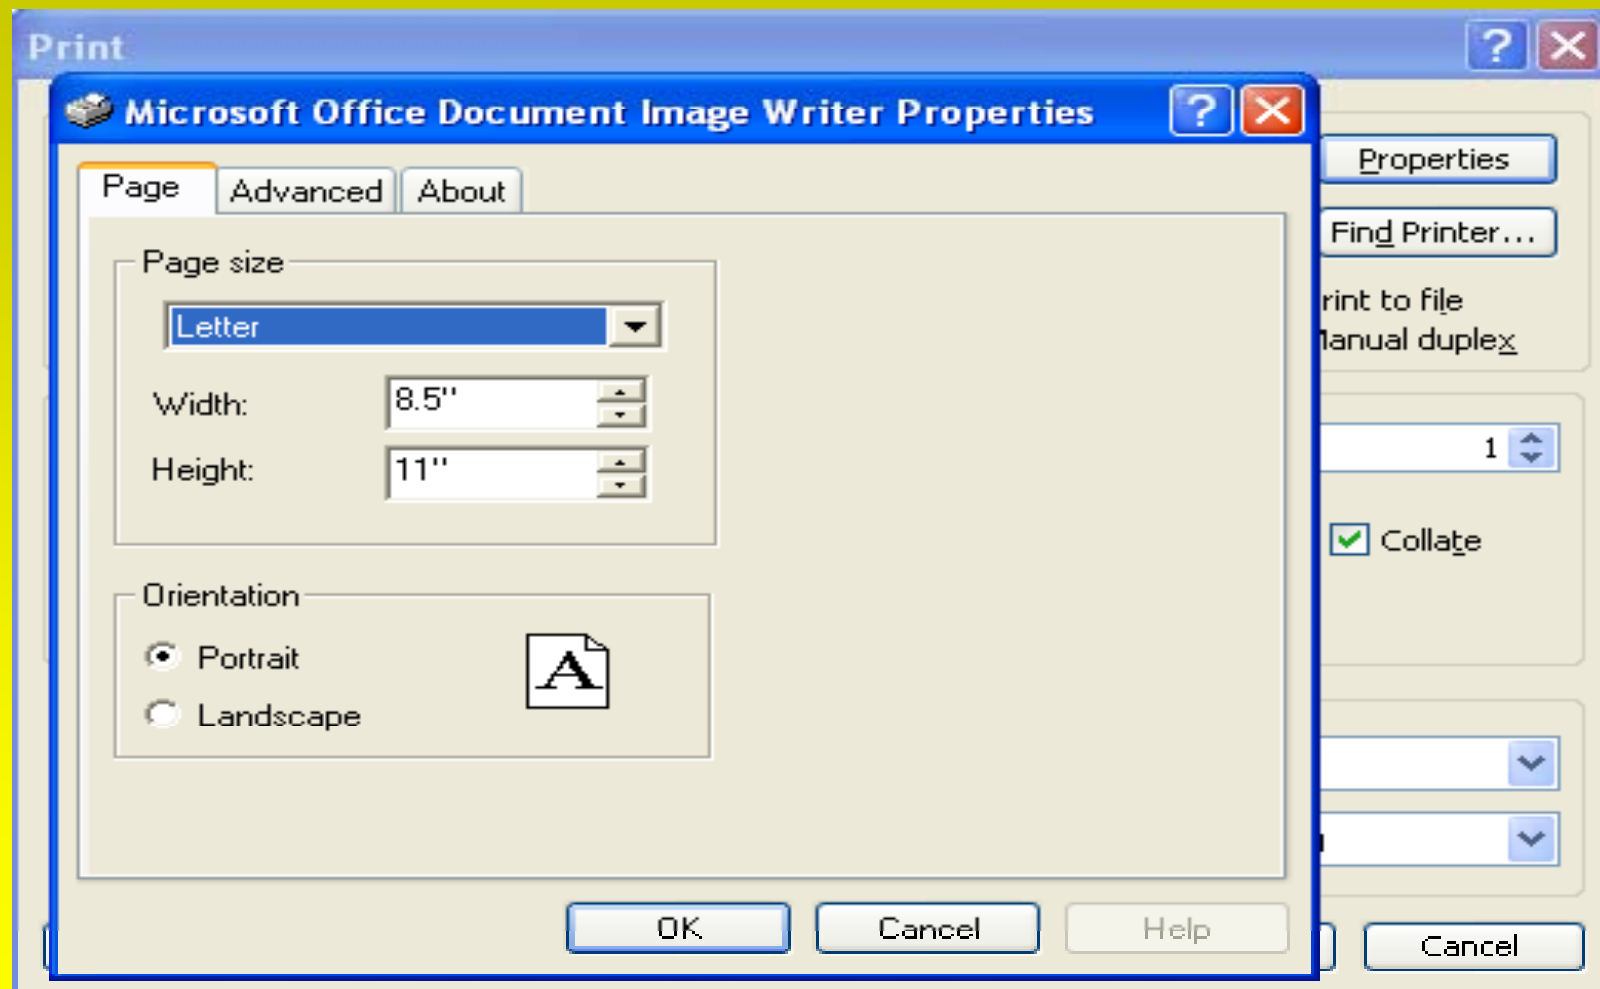 Print
Microsoft Office Document Image Writer Properties
Properties
Page
Advanced
About
Find Printer...
Page size
Letter
rint to file
Manual duplex
Width:
8.5"
Height:
11"
1
Collate
Orientation
Portrait
A
Landscape
OK
Cancel
Help
Cancel